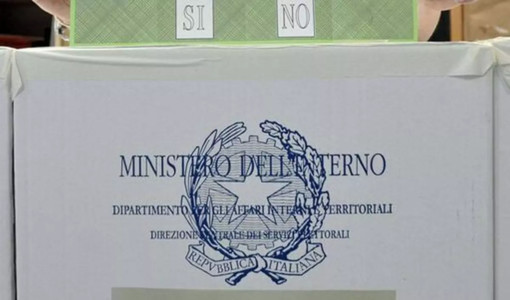 SI NO
MINISTERO DELL'INTERNO
DIPARTIMENTO PER GLI AFFARI INTERNI E TERRITORIALI
DIREZIONE CENTRALE DEI SERVIZI ELETTORALI
REPVBBLICA ITALIANA